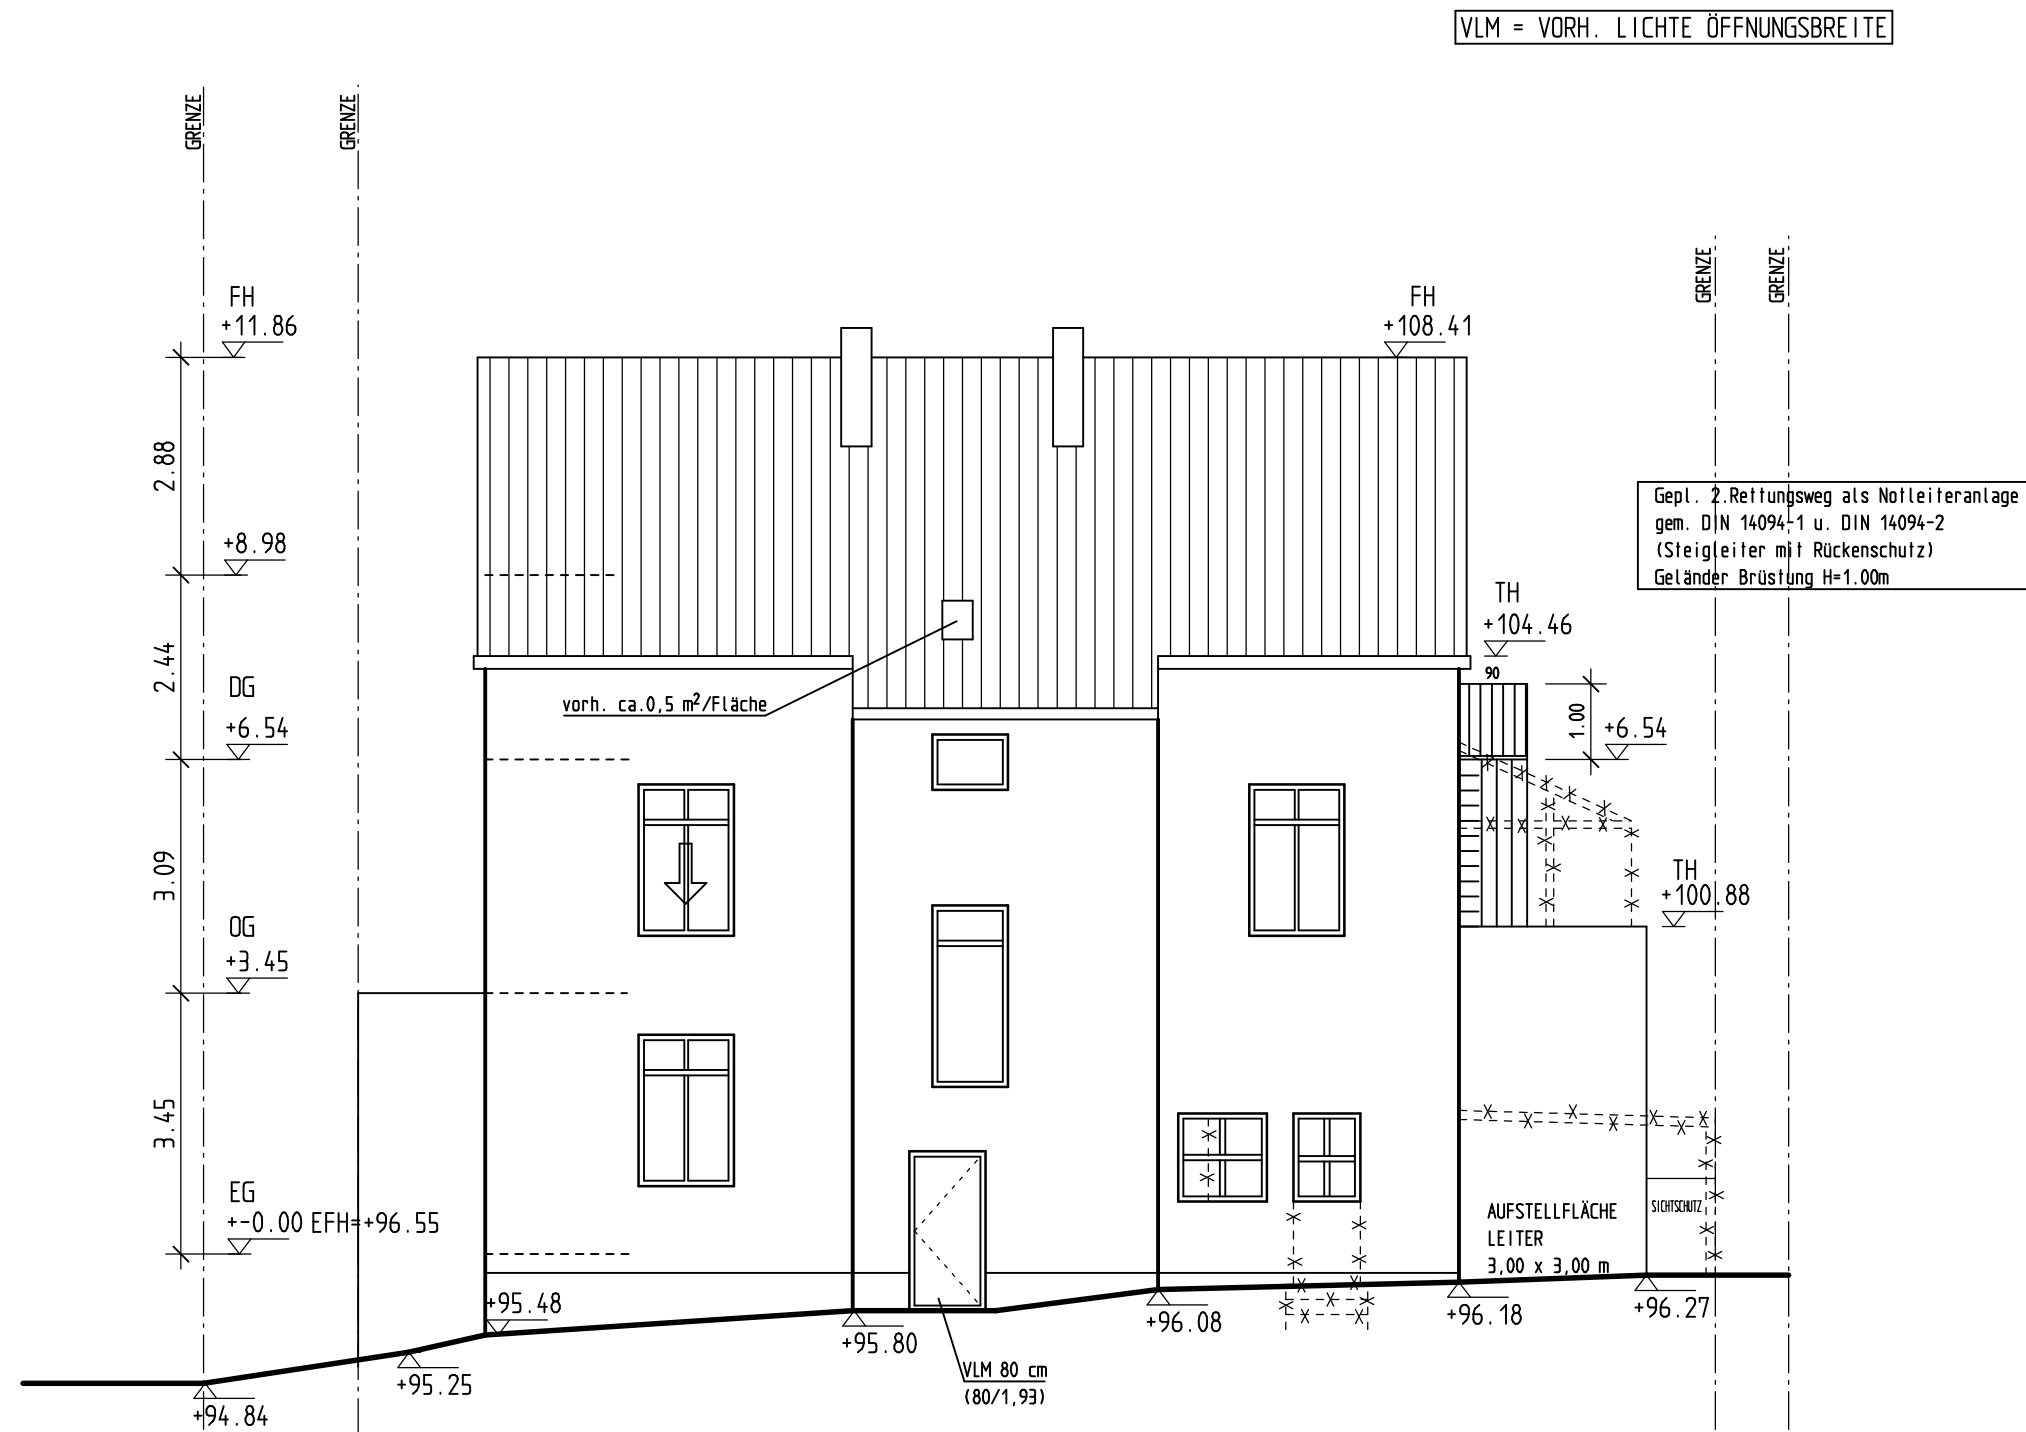 VLM = VORH. LICHTE ÖFFNUNGSBREITE
GRENZE
GRENZE
GRENZE
GRENZE
FH
+11.86
FH
+108.41
2.88
+8.98
Gepl. 2.Rettungsweg als Notleiteranlage
gem. DIN 14094-1 u. DIN 14094-2
(Steigleiter mit Rückenschutz)
Geländer Brüstung H=1.00m
TH
+104.46
2.44
DG
+6.54
vorh. ca.0,5 m²/Fläche
90
1.00
+6.54
3.09
TH
+100.88
OG
+3.45
3.45
EG
+-0.00 EFH=+96.55
AUFSTELLFLÄCHE
LEITER
3,00 x 3,00 m
SICHTSCHUTZ
+95.48
+95.80
+96.08
+96.18
+96.27
+95.25
+94.84
VLM 80 cm
(80/1,93)